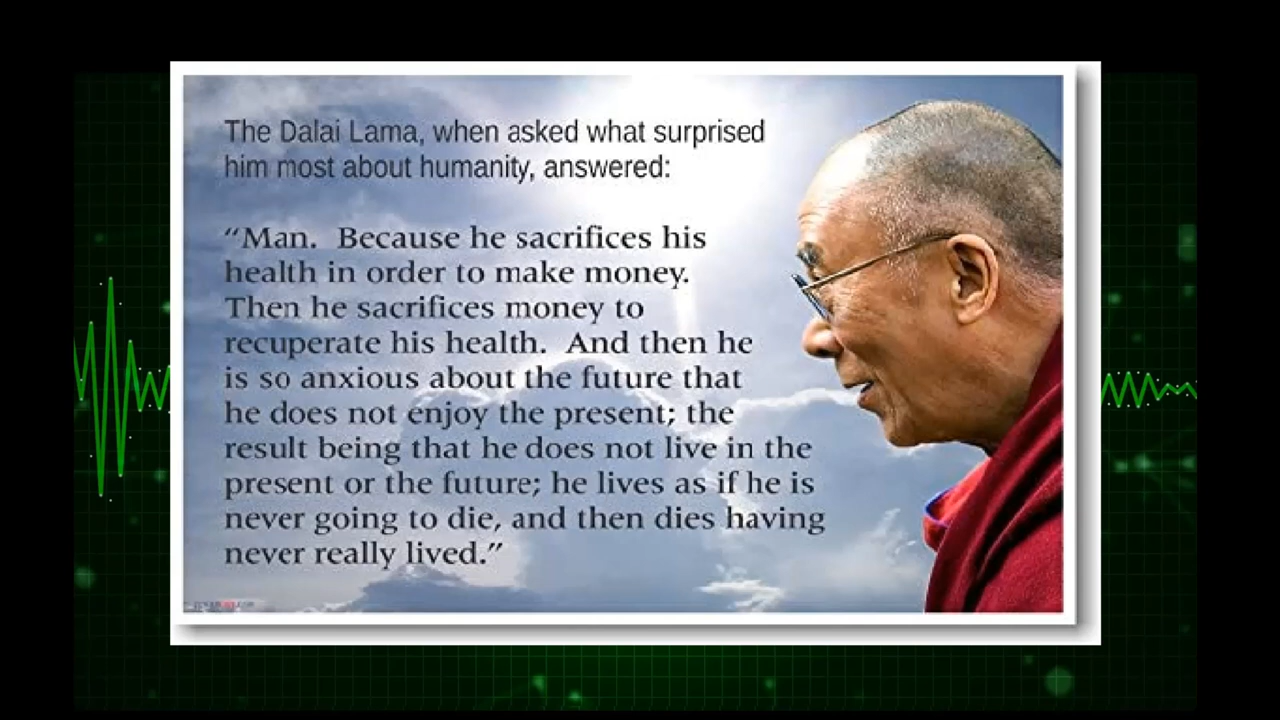 The Dalai Lama, when asked what surprised
him most about humanity, answered:
“Man.  Because he sacrifices his
health in order to make money.
Then he sacrifices money to
recuperate his health.  And then he
is so anxious about the future that
he does not enjoy the present; the
result being that he does not live in the
present or the future; he lives as if he is
never going to die, and then dies having
never really lived.”